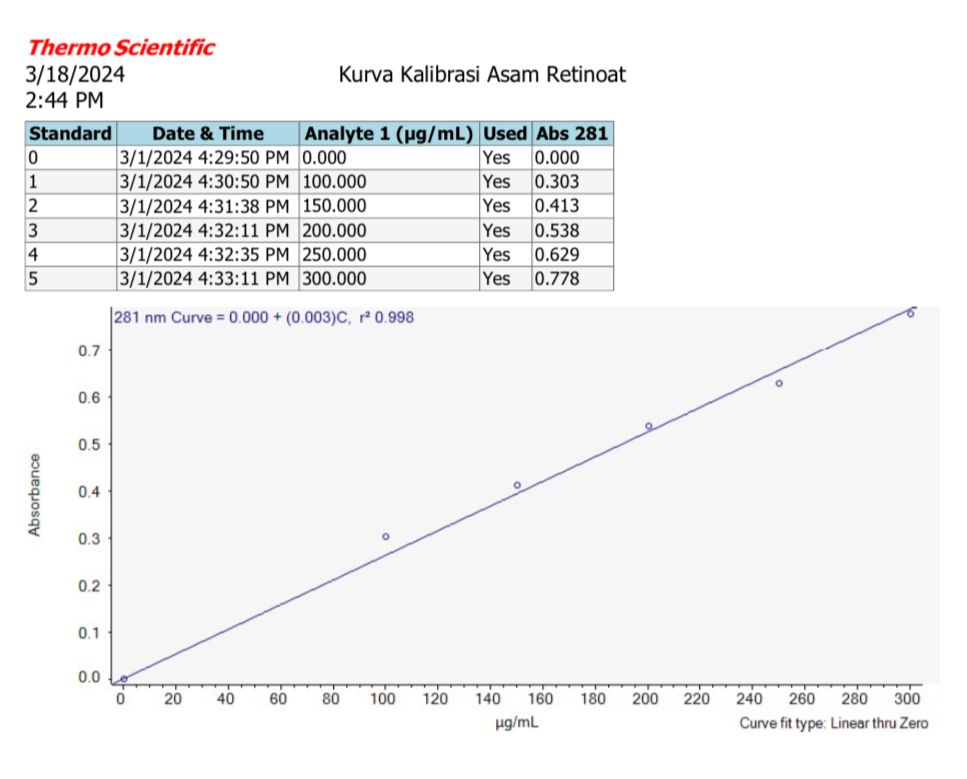 Thermo Scientific
3/18/2024
Kurva Kalibrasi Asam Retinoat
2:44 PM
Standard Date & Time Analyte 1 (µg/mL) Used Abs 281
0 3/1/2024 4:29:50 PM 0.000 Yes 0.000
1 3/1/2024 4:30:50 PM 100.000 Yes 0.303
2 3/1/2024 4:31:38 PM 150.000 Yes 0.413
3 3/1/2024 4:32:11 PM 200.000 Yes 0.538
4 3/1/2024 4:32:35 PM 250.000 Yes 0.629
5 3/1/2024 4:33:11 PM 300.000 Yes 0.778
281 nm Curve = 0.000 + (0.003)C, r² 0.998
0.7
0.6
0.5
0.4
0.3
0.2
0.1
0.0
Absorbance
0 20 40 60 80 100 120 140 160 180 200 220 240 260 280 300
µg/mL
Curve fit type: Linear thru Zero